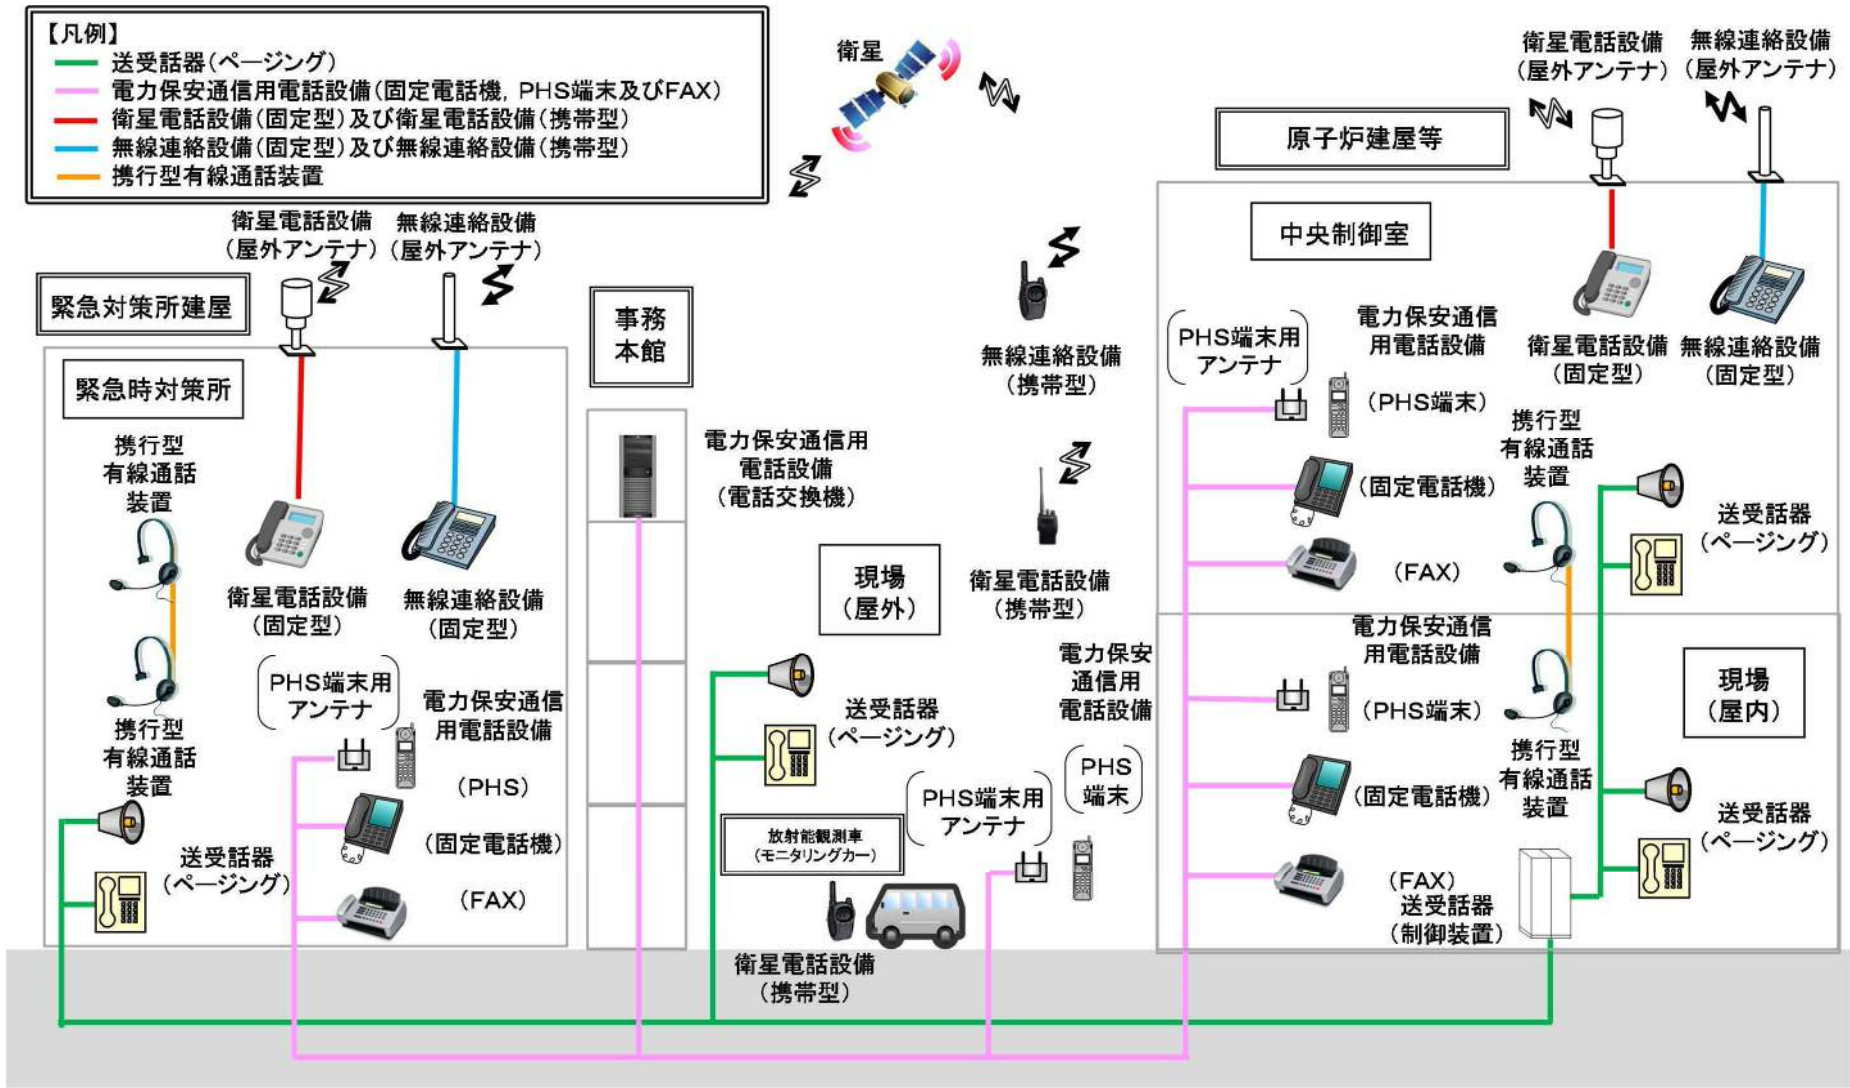 【凡例】
送受話器(ページング)
電力保安通信用電話設備(固定電話機，PHS端末及びFAX)
衛星電話設備(固定型)及び衛星電話設備(携帯型)
無線連絡設備(固定型)及び無線連絡設備(携帯型)
携行型有線通話装置
衛星
衛星電話設備
(屋外アンテナ)
無線連絡設備
(屋外アンテナ)
原子炉建屋等
中央制御室
衛星電話設備
(屋外アンテナ)
無線連絡設備
(屋外アンテナ)
緊急対策所建屋
緊急時対策所
携行型
有線通話
装置
衛星電話設備
(固定型)
無線連絡設備
(固定型)
携行型
有線通話
装置
PHS端末用
アンテナ
電力保安通信
用電話設備
(PHS)
(固定電話機)
(FAX)
送受話器
(ページング)
事務
本館
電力保安通信用
電話設備
(電話交換機)
無線連絡設備
(携帯型)
衛星電話設備
(携帯型)
現場
(屋外)
送受話器
(ページング)
電力保安
通信用
電話設備
PHS
端末
PHS端末用
アンテナ
放射能観測車
(モニタリングカー)
衛星電話設備
(携帯型)
PHS端末用
アンテナ
電力保安通信
用電話設備
(PHS端末)
(固定電話機)
(FAX)
衛星電話設備
(固定型)
無線連絡設備
(固定型)
携行型
有線通話
装置
送受話器
(ページング)
電力保安通信
用電話設備
(PHS端末)
(固定電話機)
(FAX)
携行型
有線通話
装置
現場
(屋内)
送受話器
(ページング)
送受話器
(制御装置)